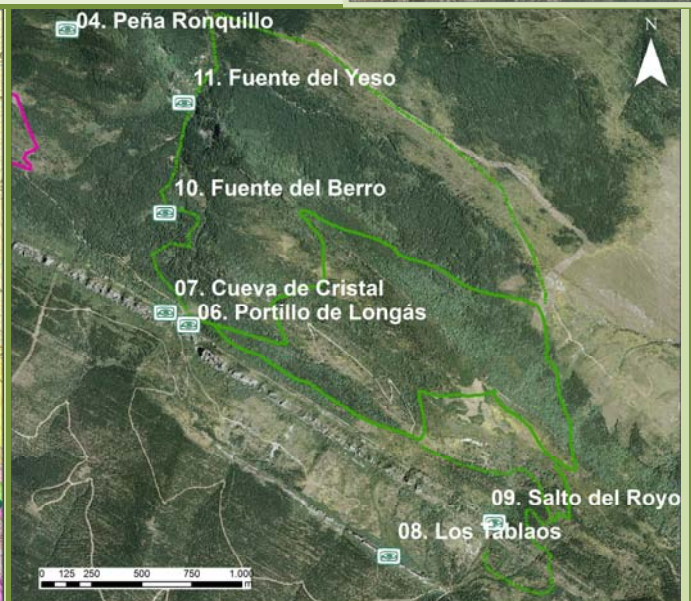 04. Peña Ronquillo
N
11. Fuente del Yeso
10. Fuente del Berro
07. Cueva de Cristal
06. Portillo de Longás
09. Salto del Royo
08. Los Tablaos
0 125 250 500 750 1.000
m